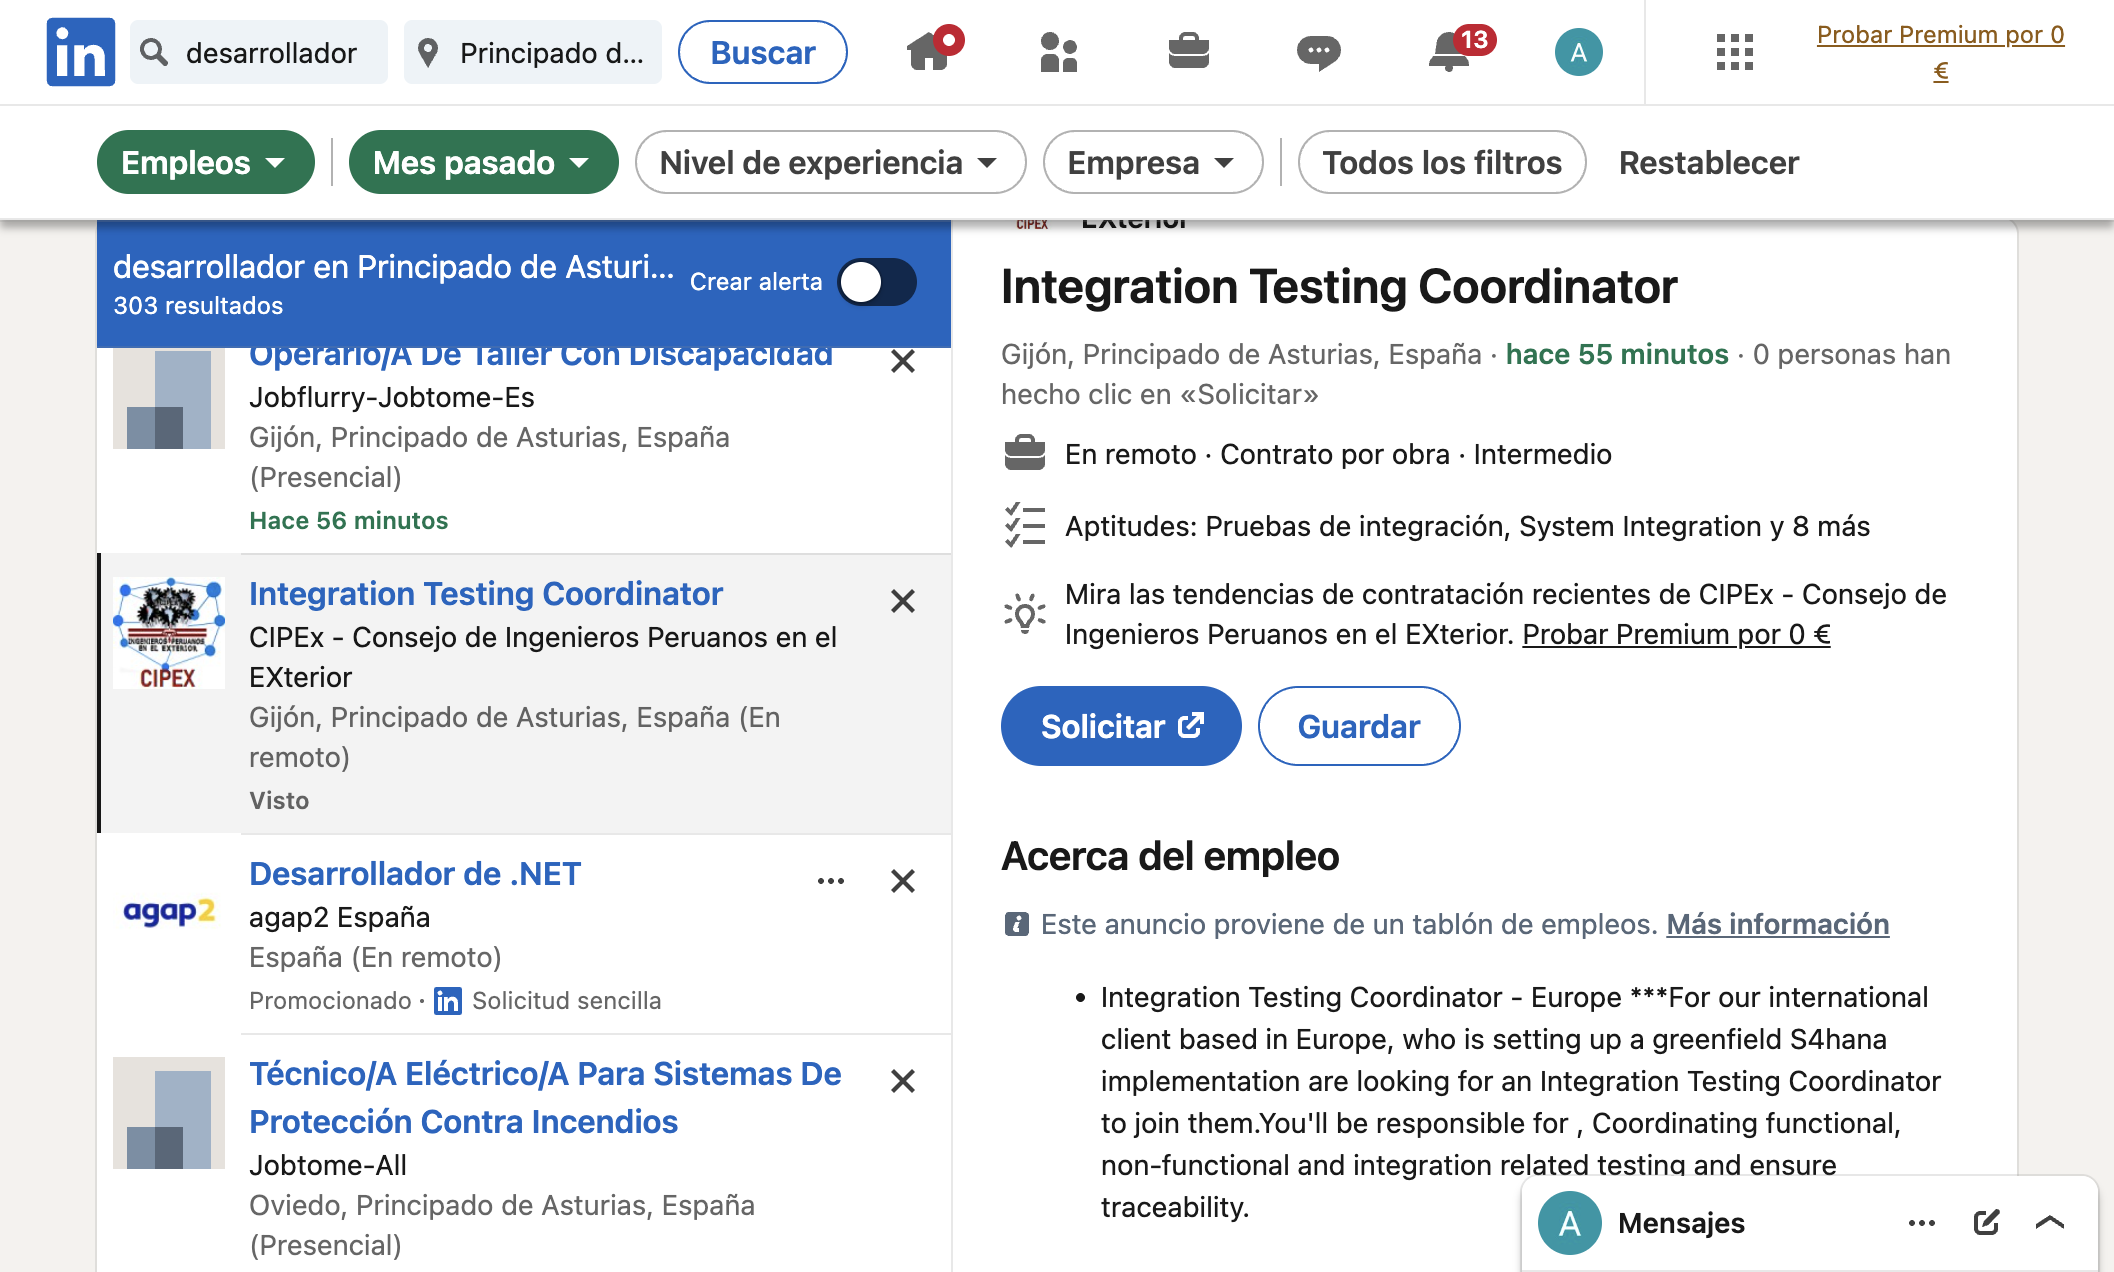 in
desarrollador
Principado d...
Buscar
13
A
Probar Premium por 0
€
Empleos
Mes pasado
Nivel de experiencia
Empresa
Todos los filtros
Restablecer
desarrollador en Principado de Asturi...
303 resultados
Crear alerta
Operario/A De Taller Con Discapacidad
Jobflurry-Jobtome-Es
Gijón, Principado de Asturias, España
(Presencial)
Hace 56 minutos
INGENIEROS PERUANOS
EN EL EXTERIOR
CIPEX
Integration Testing Coordinator
CIPEx - Consejo de Ingenieros Peruanos en el
EXterior
Gijón, Principado de Asturias, España (En
remoto)
Visto
agap2
Desarrollador de .NET
agap2 España
España (En remoto)
Promocionado · in Solicitud sencilla
Técnico/A Eléctrico/A Para Sistemas De
Protección Contra Incendios
Jobtome-All
Oviedo, Principado de Asturias, España
(Presencial)
CIPEX
EXterior
Integration Testing Coordinator
Gijón, Principado de Asturias, España · hace 55 minutos · 0 personas han
hecho clic en «Solicitar»
En remoto · Contrato por obra · Intermedio
Aptitudes: Pruebas de integración, System Integration y 8 más
Mira las tendencias de contratación recientes de CIPEx - Consejo de
Ingenieros Peruanos en el EXterior. Probar Premium por 0 €
Solicitar
Guardar
Acerca del empleo
Este anuncio proviene de un tablón de empleos. Más información
• Integration Testing Coordinator - Europe ***For our international
client based in Europe, who is setting up a greenfield S4hana
implementation are looking for an Integration Testing Coordinator
to join them.You'll be responsible for , Coordinating functional,
non-functional and integration related testing and ensure
traceability.
A
Mensajes